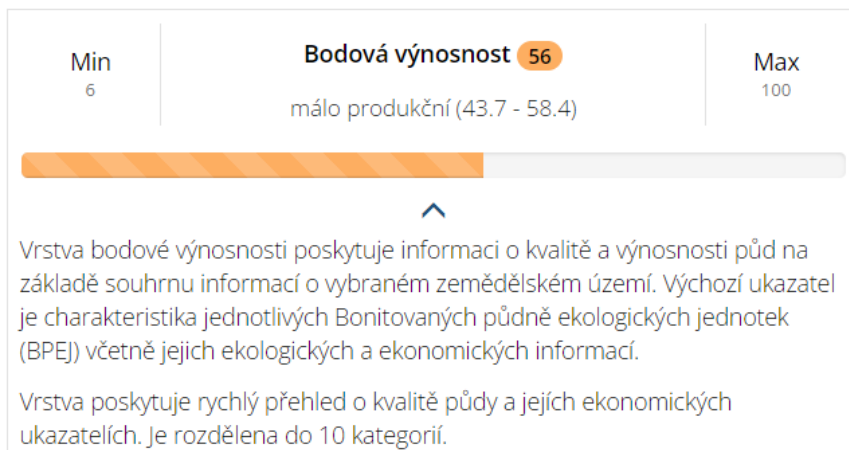 Min
6
Bodová výnosnost 56
málo produkční (43.7 - 58.4)
Max
100
Vrstva bodové výnosnosti poskytuje informaci o kvalitě a výnosnosti půd na
základě souhrnu informací o vybraném zemědělském území. Výchozí ukazatel
je charakteristika jednotlivých Bonitovaných půdně ekologických jednotek
(BPEJ) včetně jejich ekologických a ekonomických informací.
Vrstva poskytuje rychlý přehled o kvalitě půdy a jejích ekonomických
ukazatelích. Je rozdělena do 10 kategorií.